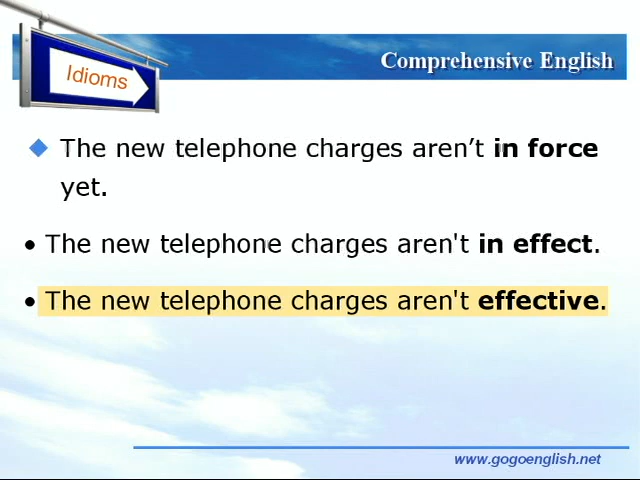 Comprehensive English
Idioms
The new telephone charges aren’t in force
yet.
The new telephone charges aren't in effect.
The new telephone charges aren't effective.
www.gogoenglish.net